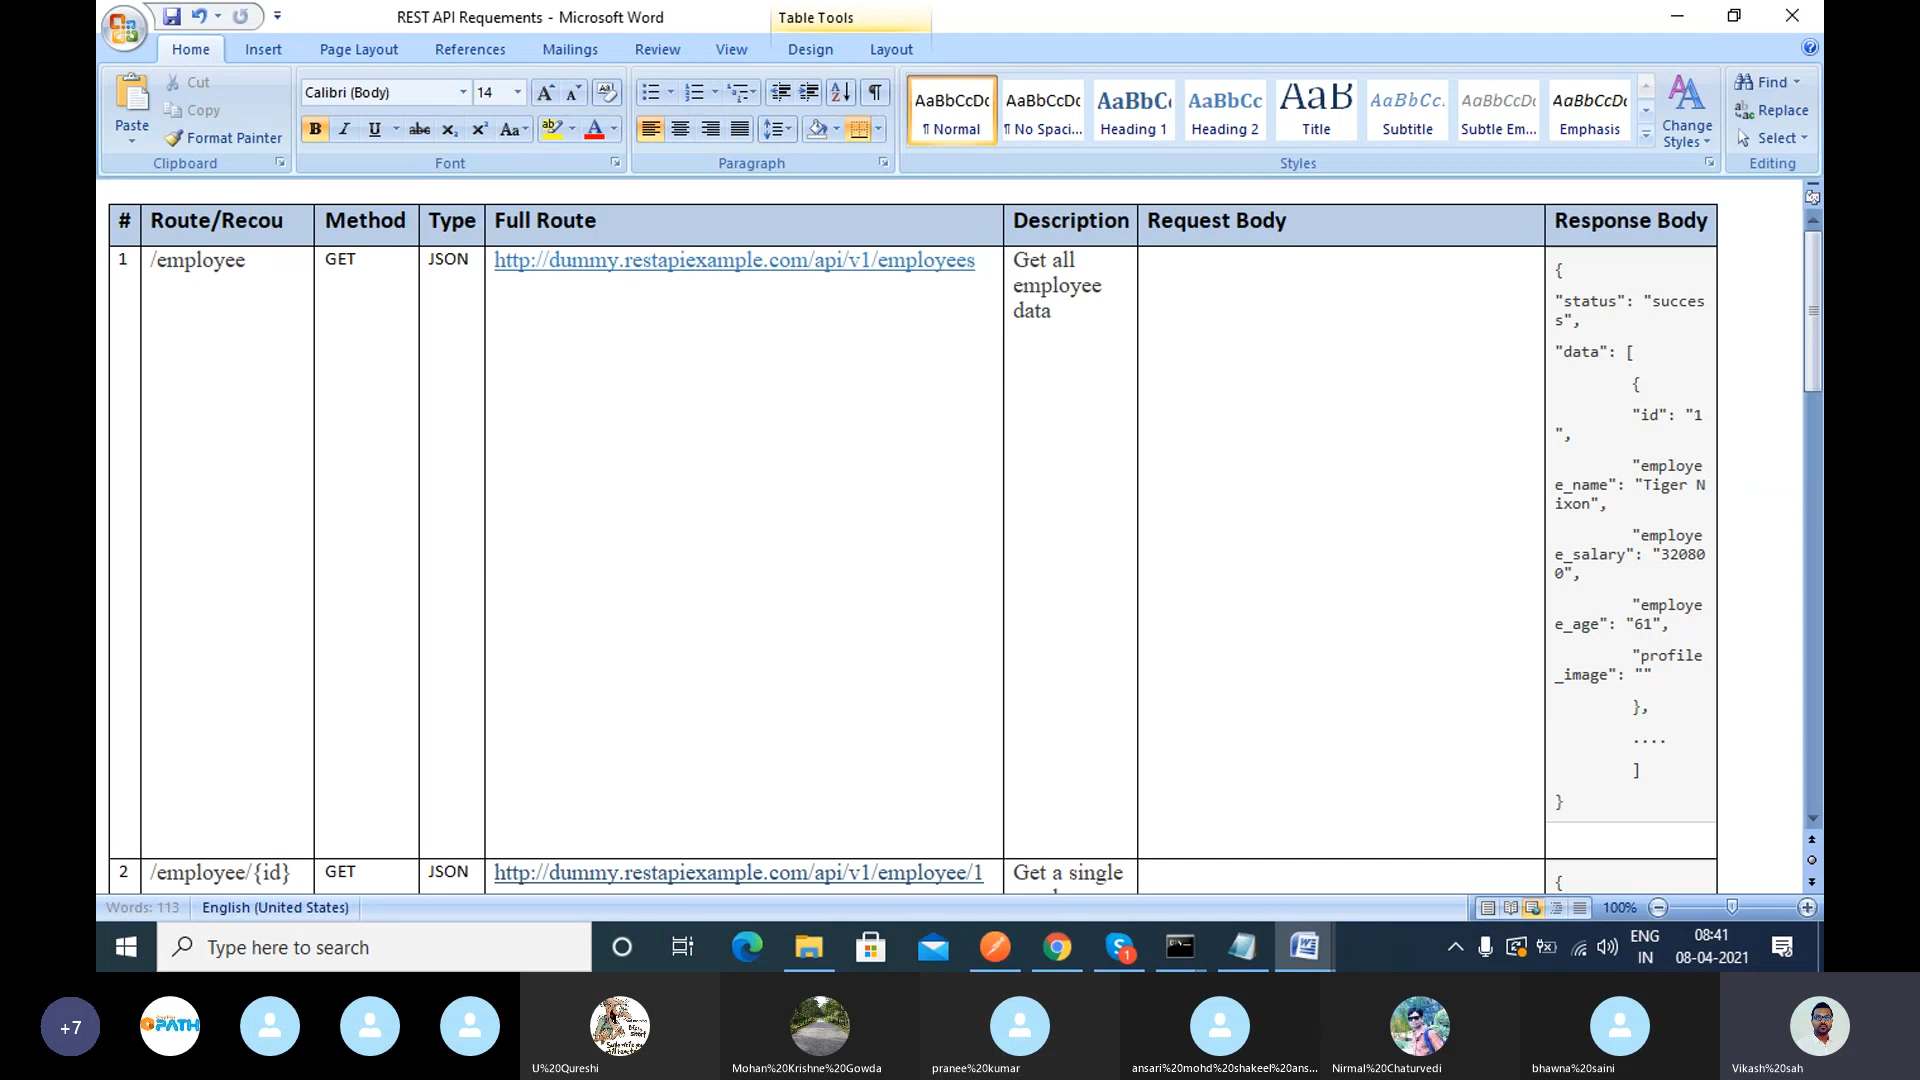 REST API Requements - Microsoft Word
Table Tools
Home Insert Page Layout References Mailings Review View Design Layout
Paste
Cut
Copy
Format Painter
Clipboard
Calibri (Body) 14
Font
Paragraph
AaBbCcDc AaBbCcDc AaBbC AaBbCc AaB AaBbCc. AaBbCcDc AaBbCcDc
¶ Normal ¶ No Spaci... Heading 1 Heading 2 Title Subtitle Subtle Em... Emphasis
Styles
Change
Styles
Find
Replace
Select
Editing
# Route/Recou Method Type Full Route Description Request Body Response Body
1 /employee GET JSON http://dummy.restapiexample.com/api/v1/employees
Get all
employee
data
{
"status": "succes
s",
"data": [
{
"id": "1
",
"employe
e_name": "Tiger N
ixon",
"employe
e_salary": "32080
0",
"employe
e_age": "61",
"profile
_image": ""
},
....
]
}
2 /employee/{id} GET JSON http://dummy.restapiexample.com/api/v1/employee/1 Get a single
{
Words: 113 English (United States) 100%
Type here to search
ENG
IN
08:41
08-04-2021
+7
PATH
U%20Qureshi
Mohan%20Krishne%20Gowda
pranee%20kumar
ansari%20mohd%20shakeel%20ans...
Nirmal%20Chaturvedi
bhawna%20saini
Vikash%20sah